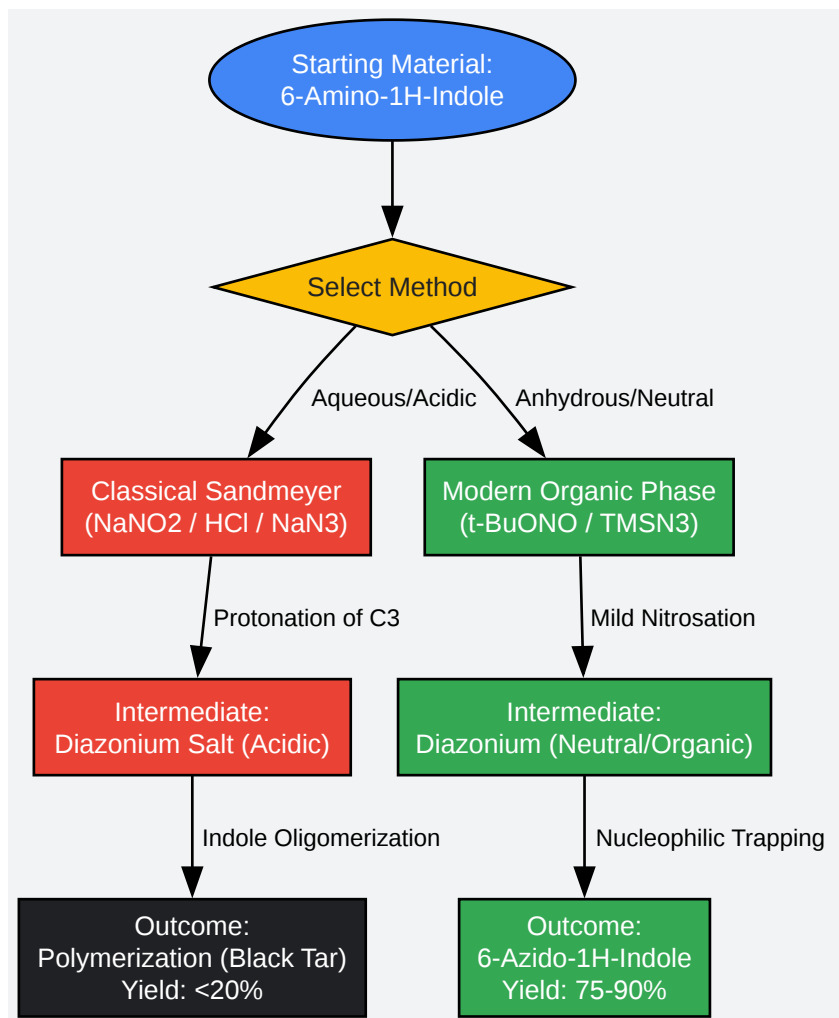 Starting Material:
6-Amino-1H-Indole
Select Method
Aqueous/Acidic
Anhydrous/Neutral
Classical Sandmeyer
(NaNO2 / HCl / NaN3)
Modern Organic Phase
(t-BuONO / TMSN3)
Protonation of C3
Mild Nitrosation
Intermediate:
Diazonium Salt (Acidic)
Intermediate:
Diazonium (Neutral/Organic)
Indole Oligomerization
Nucleophilic Trapping
Outcome:
Polymerization (Black Tar)
Yield: <20%
Outcome:
6-Azido-1H-Indole
Yield: 75-90%